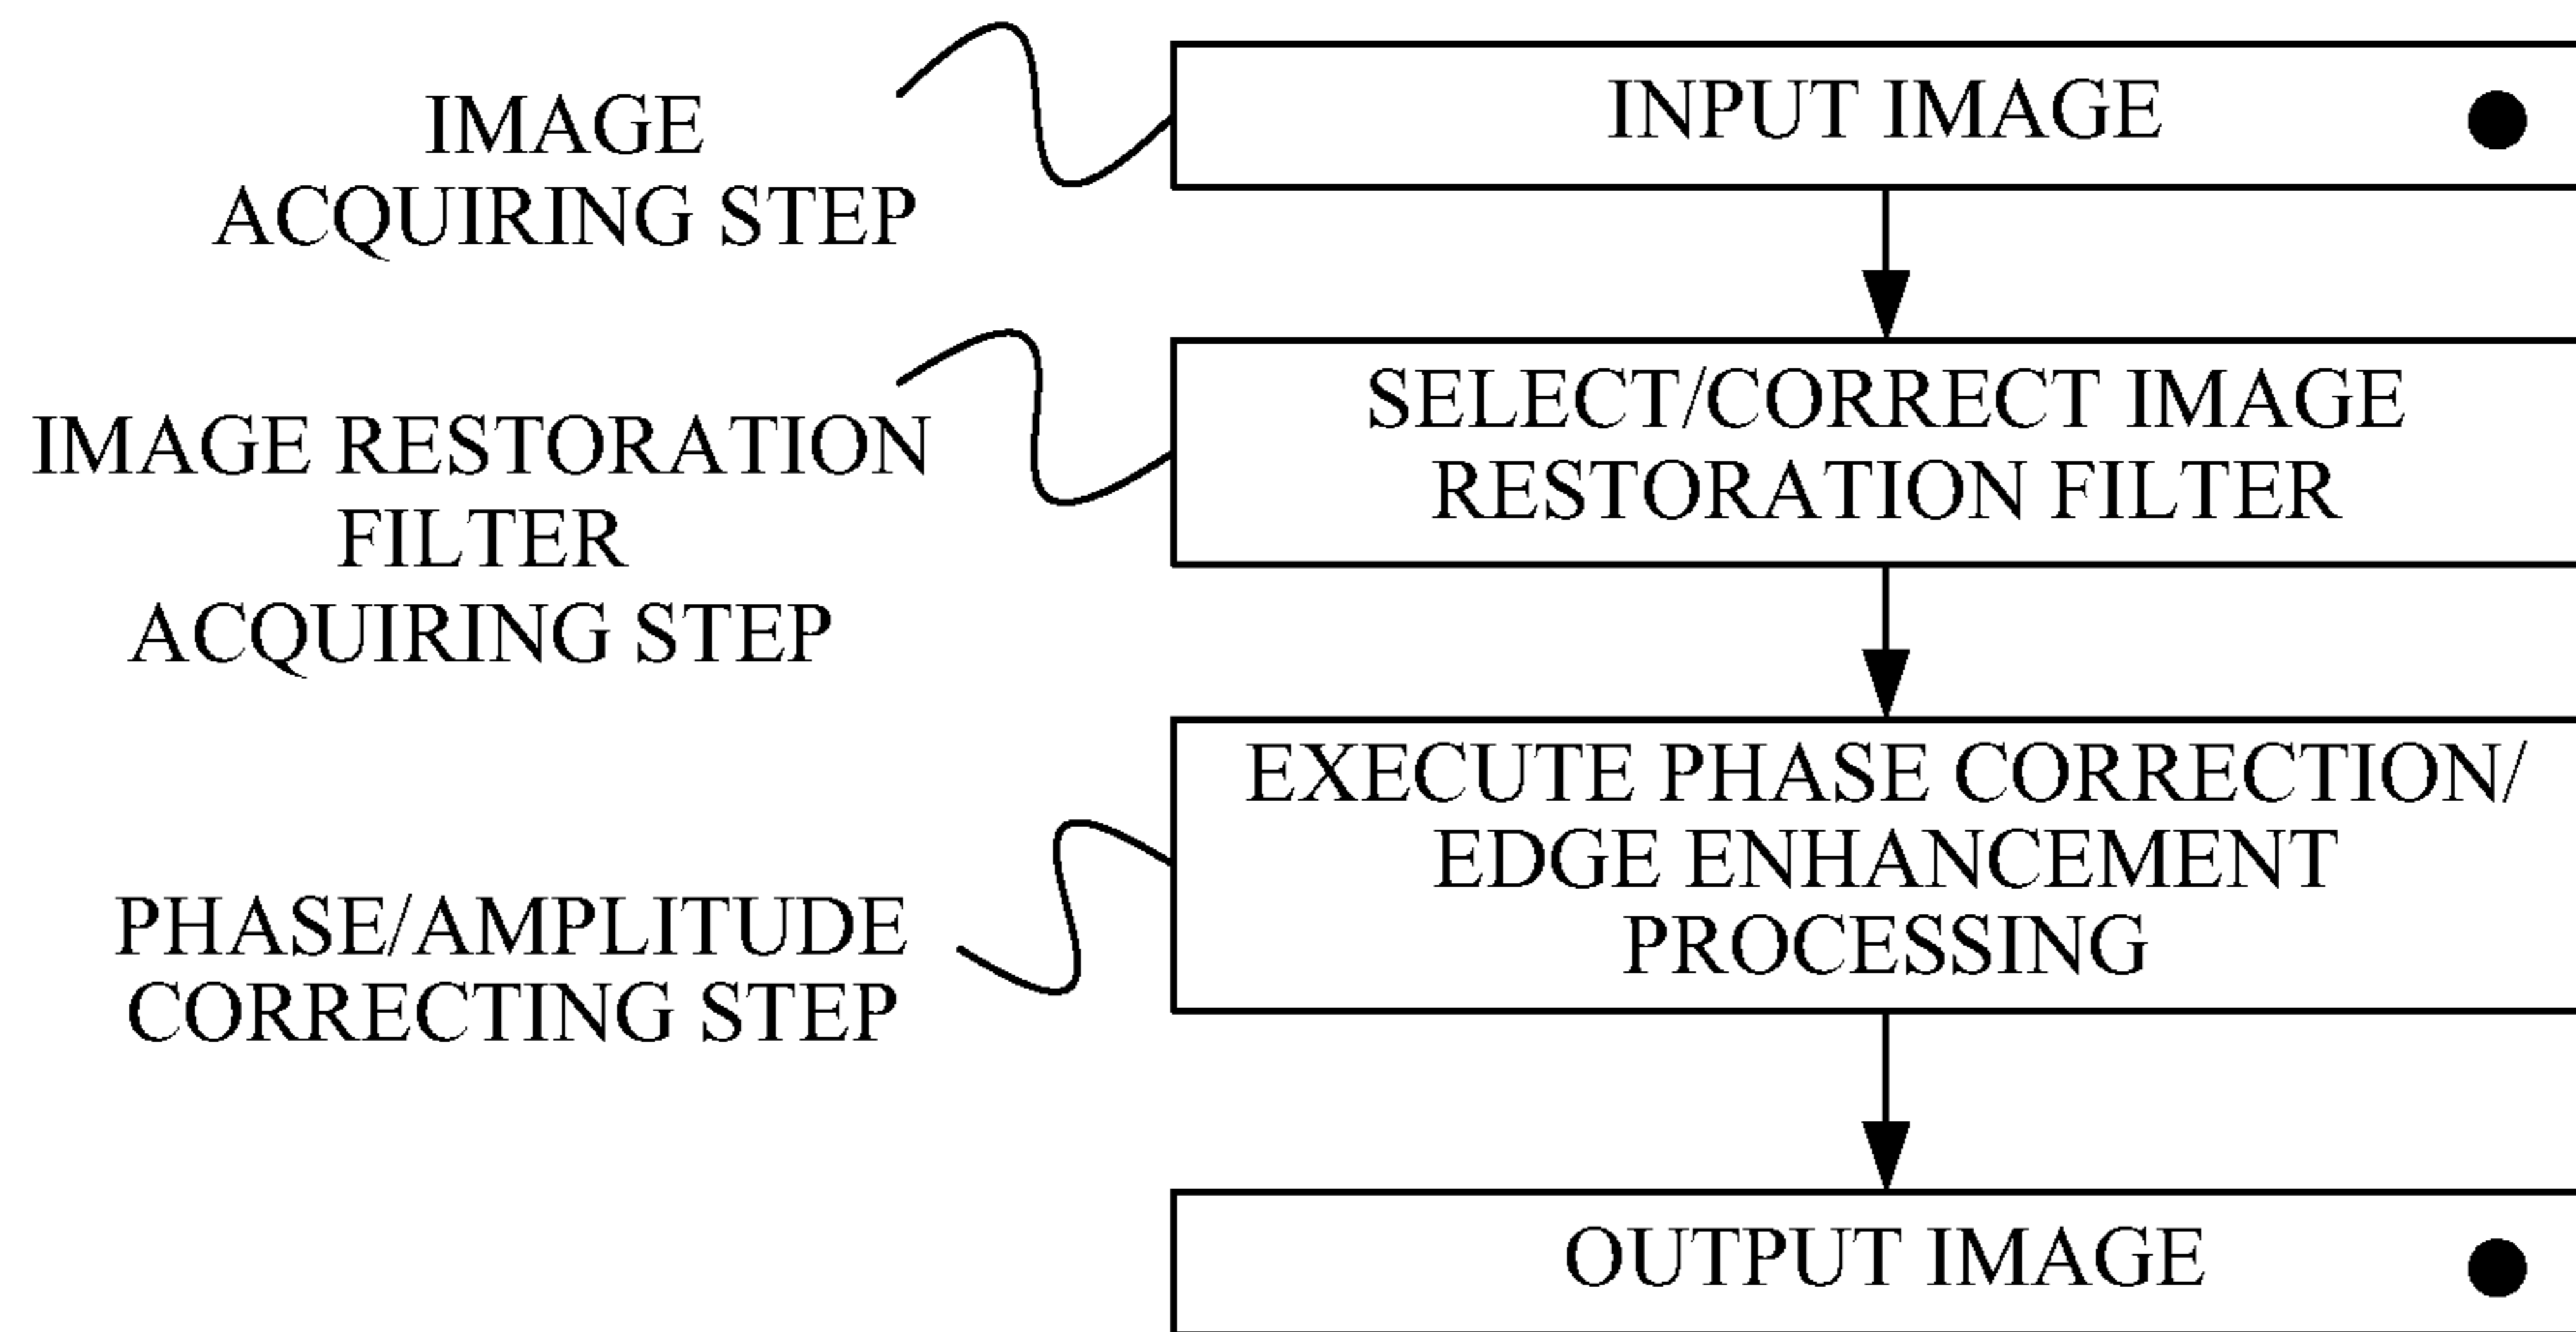 IMAGE
ACQUIRING STEP
INPUT IMAGE
IMAGE RESTORATION
FILTER
ACQUIRING STEP
SELECT/CORRECT IMAGE
RESTORATION FILTER
PHASE/AMPLITUDE
CORRECTING STEP
EXECUTE PHASE CORRECTION/
EDGE ENHANCEMENT
PROCESSING
OUTPUT IMAGE